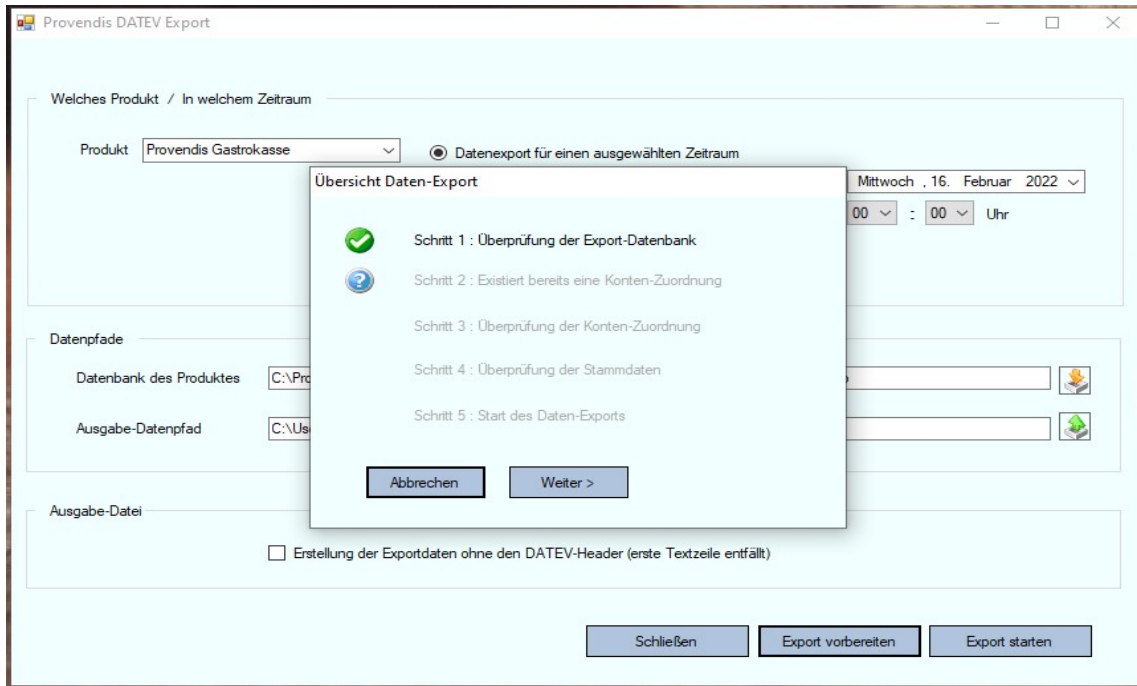 Provendis DATEV Export
Welches Produkt / In welchem Zeitraum
Produkt
Provendis Gastrokasse
Datenexport für einen ausgewählten Zeitraum
Mittwoch , 16. Februar 2022
00 : 00 Uhr
Übersicht Daten-Export
Schritt 1 : Überprüfung der Export-Datenbank
Schritt 2 : Existiert bereits eine Konten-Zuordnung
Schritt 3 : Überprüfung der Konten-Zuordnung
Schritt 4 : Überprüfung der Stammdaten
Schritt 5 : Start des Daten-Exports
Abbrechen
Weiter >
Datenpfade
Datenbank des Produktes
C:\Pro
Ausgabe-Datenpfad
C:\Use
Ausgabe-Datei
Erstellung der Exportdaten ohne den DATEV-Header (erste Textzeile entfällt)
Schließen
Export vorbereiten
Export starten